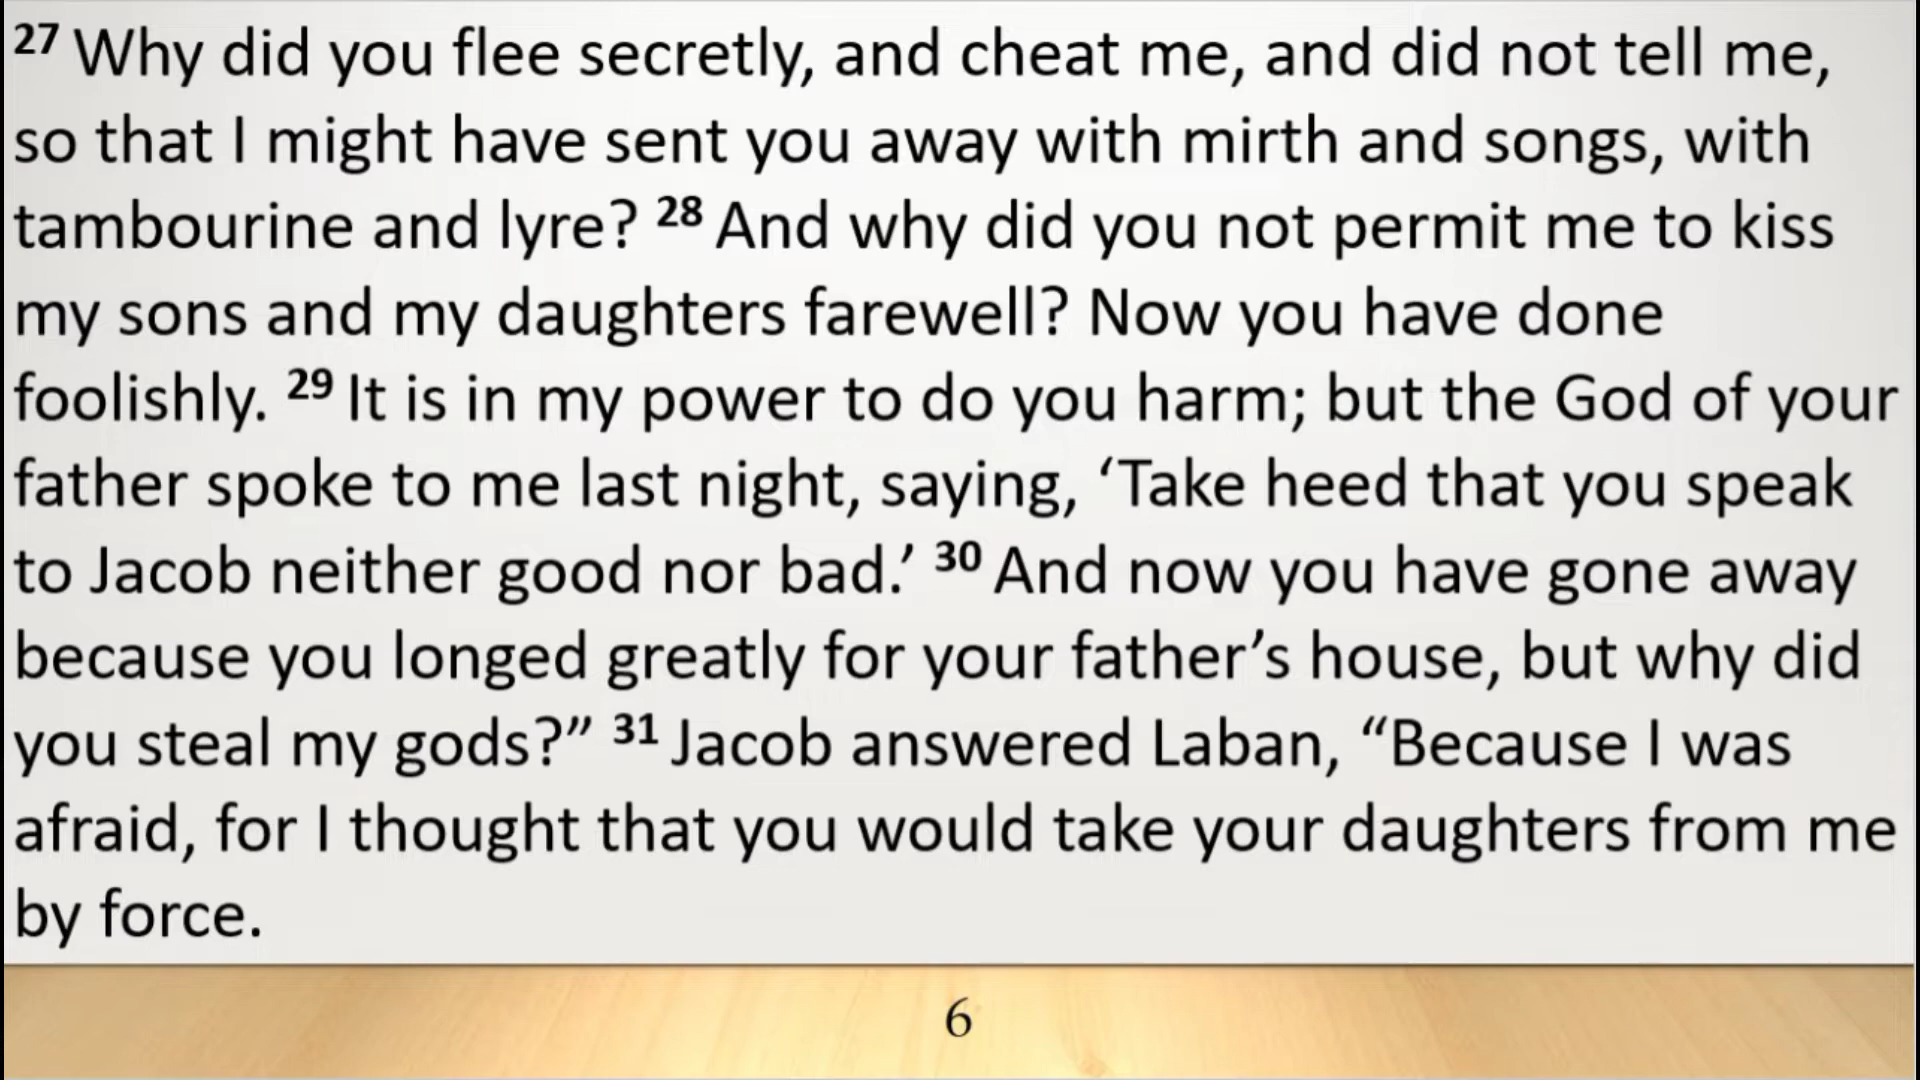 27 Why did you flee secretly, and cheat me, and did not tell me,
so that I might have sent you away with mirth and songs, with
tambourine and lyre? 28 And why did you not permit me to kiss
my sons and my daughters farewell? Now you have done
foolishly. 29 It is in my power to do you harm; but the God of your
father spoke to me last night, saying, ‘Take heed that you speak
to Jacob neither good nor bad.’ 30 And now you have gone away
because you longed greatly for your father’s house, but why did
you steal my gods?” 31 Jacob answered Laban, “Because I was
afraid, for I thought that you would take your daughters from me
by force.
6